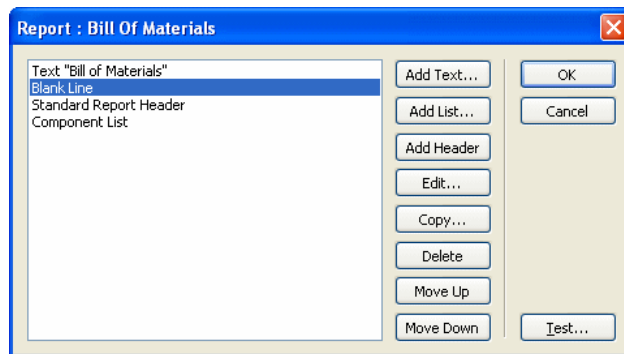 Report : Bill Of Materials
Text "Bill of Materials"
Blank Line
Standard Report Header
Component List
Add Text...
Add List...
Add Header
Edit...
Copy...
Delete
Move Up
Move Down
OK
Cancel
Test...